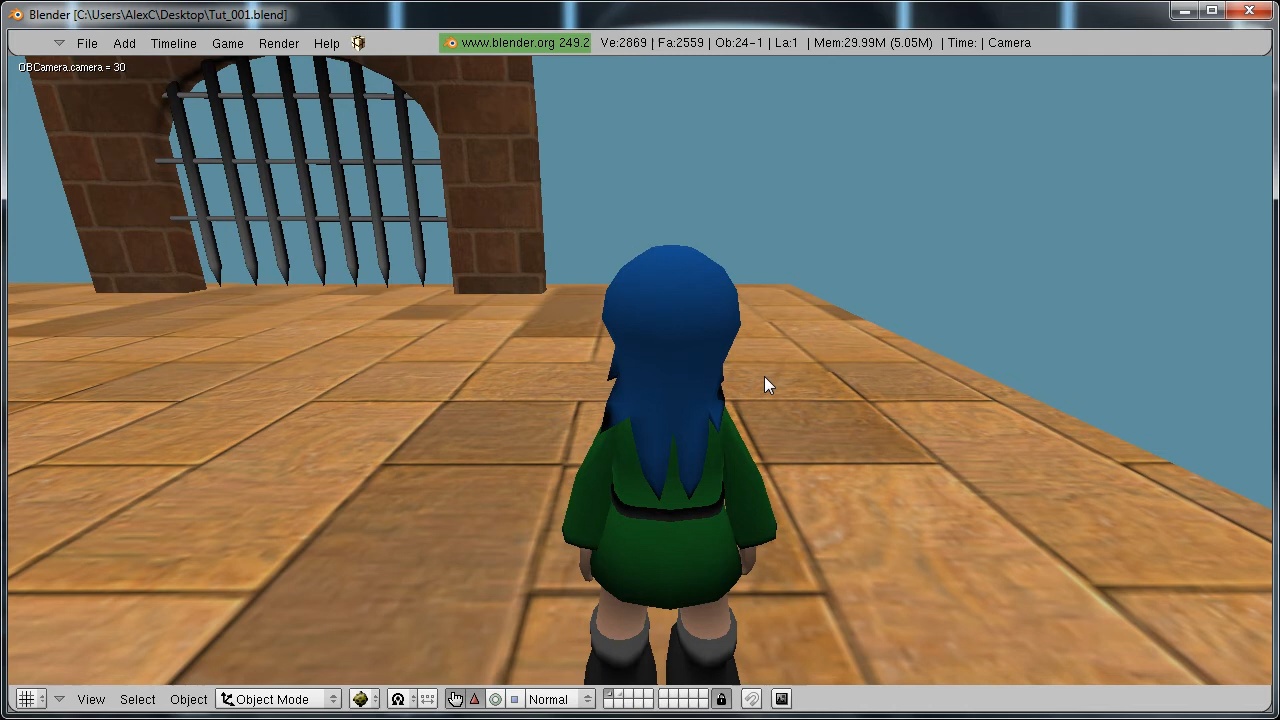 Blender [C:\Users\AlexC\Desktop\Tut_001.blend]
File Add Timeline Game Render Help www.blender.org 249.2 Ve:2869 | Fa:2559 | Ob:24-1 | La:1 | Mem:29.99M (5.05M) | Time: | Camera
OBCamera.camera = 30
View Select Object Object Mode Normal